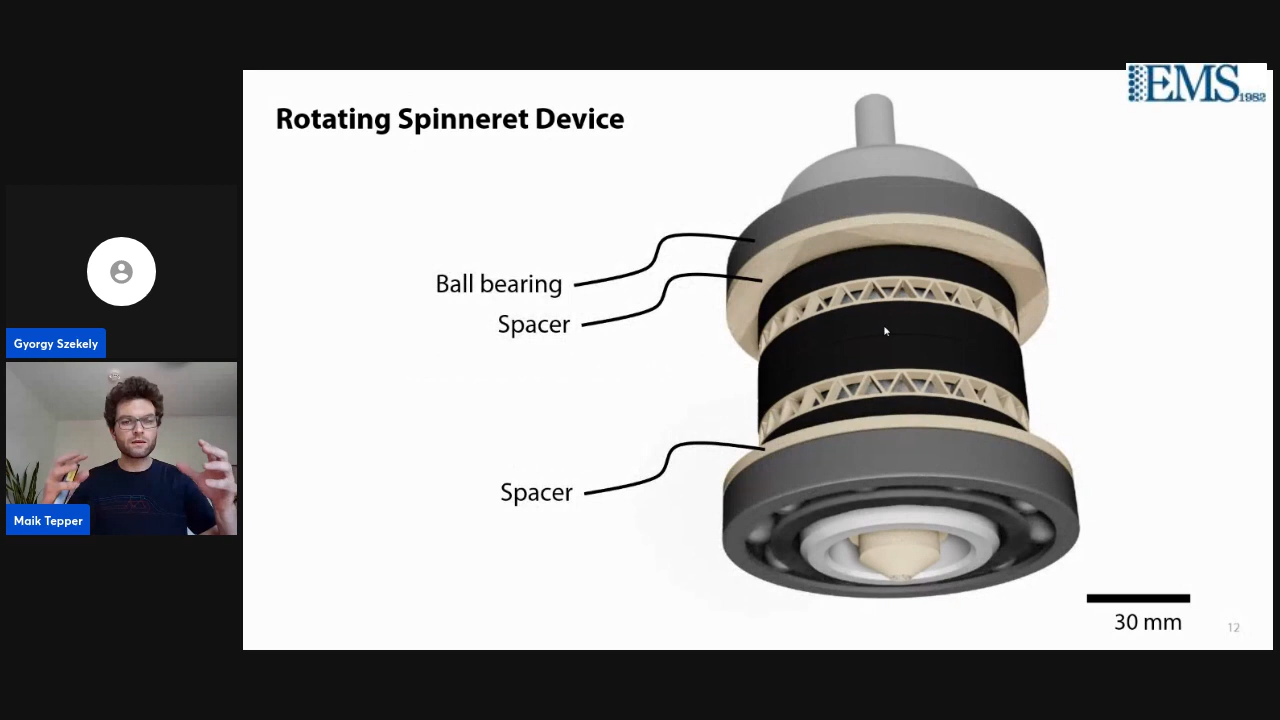 EMS 1982
Rotating Spinneret Device
Ball bearing
Spacer
Spacer
30 mm
12
Gyorgy Szekely
Maik Tepper